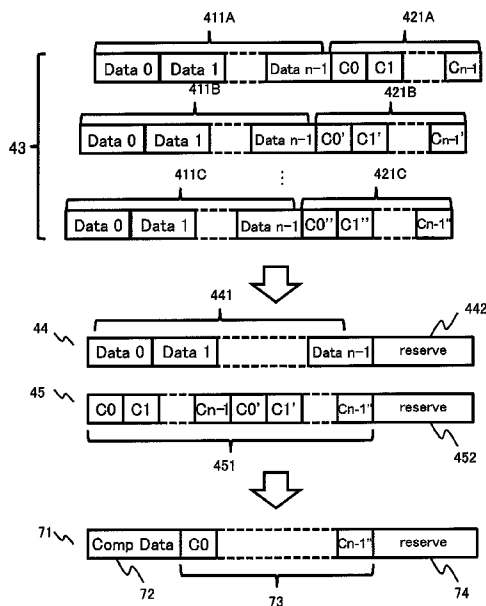 411A 421A
Data 0 Data 1 Data n-1 C0 C1 Cn-1
411B 421B
43
Data 0 Data 1 Data n-1 C0' C1' Cn-1'
411C 421C
Data 0 Data 1 Data n-1 C0'' C1'' Cn-1''
441 442
44
Data 0 Data 1 Data n-1 reserve
45
C0 C1 Cn-1 C0' C1' Cn-1'' reserve
451 452
71
Comp Data C0 Cn-1'' reserve
72 73 74